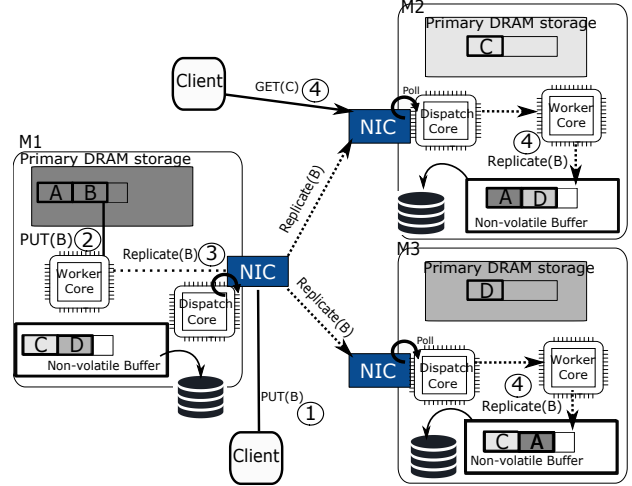 M2
Primary DRAM storage
C
Client
GET(C) 4
Poll
NIC
Dispatch
Core
Worker
Core
4
Replicate(B)
A D
Non-volatile Buffer
M1
Primary DRAM storage
A B
PUT(B) 2
Replicate(B) 3
Worker
Core
NIC
Dispatch
Core
C D
Non-volatile Buffer
Replicate(B)
Replicate(B)
PUT(B) 1
Client
M3
Primary DRAM storage
D
Poll
NIC
Dispatch
Core
Worker
Core
4
Replicate(B)
C A
Non-volatile Buffer